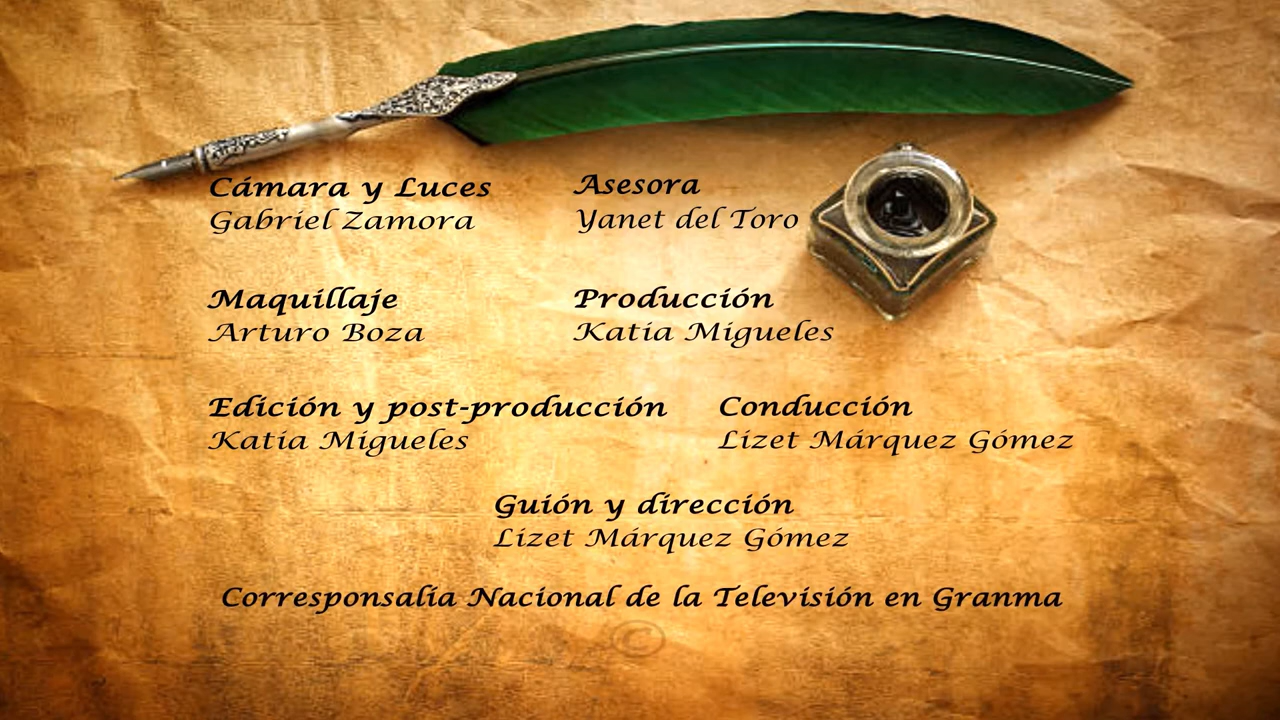 Cámara y Luces
Gabriel Zamora
Asesora
Yanet del Toro
Maquillaje
Arturo Boza
Producción
Katia Migueles
Edición y post-producción
Katia Migueles
Conducción
Lizet Márquez Gómez
Guión y dirección
Lizet Márquez Gómez
Corresponsalía Nacional de la Televisión en Granma
©